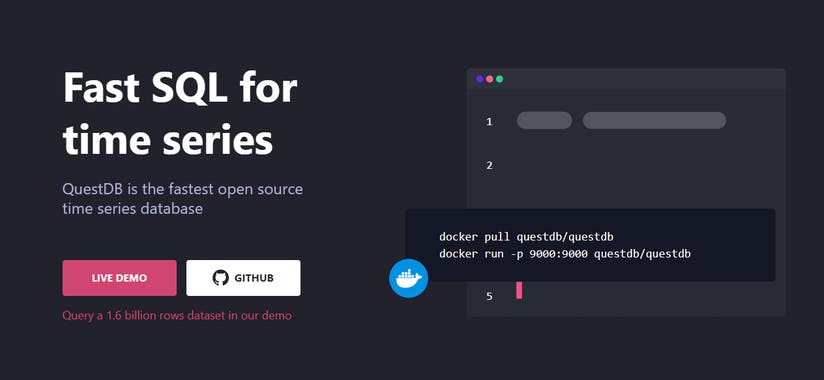 Fast SQL for
time series
QuestDB is the fastest open source
time series database
LIVE DEMO
GITHUB
Query a 1.6 billion rows dataset in our demo
1
2
docker pull questdb/questdb
docker run -p 9000:9000 questdb/questdb
5